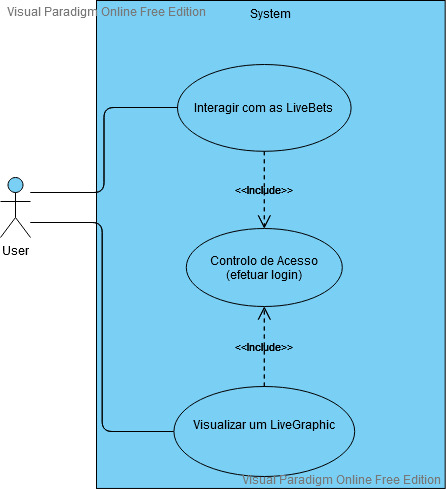 Visual Paradigm Online Free Edition
System
Interagir com as LiveBets
<<Include>>
User
Controlo de Acesso
(efetuar login)
<<Include>>
Visualizar um LiveGraphic
Visual Paradigm Online Free Edition